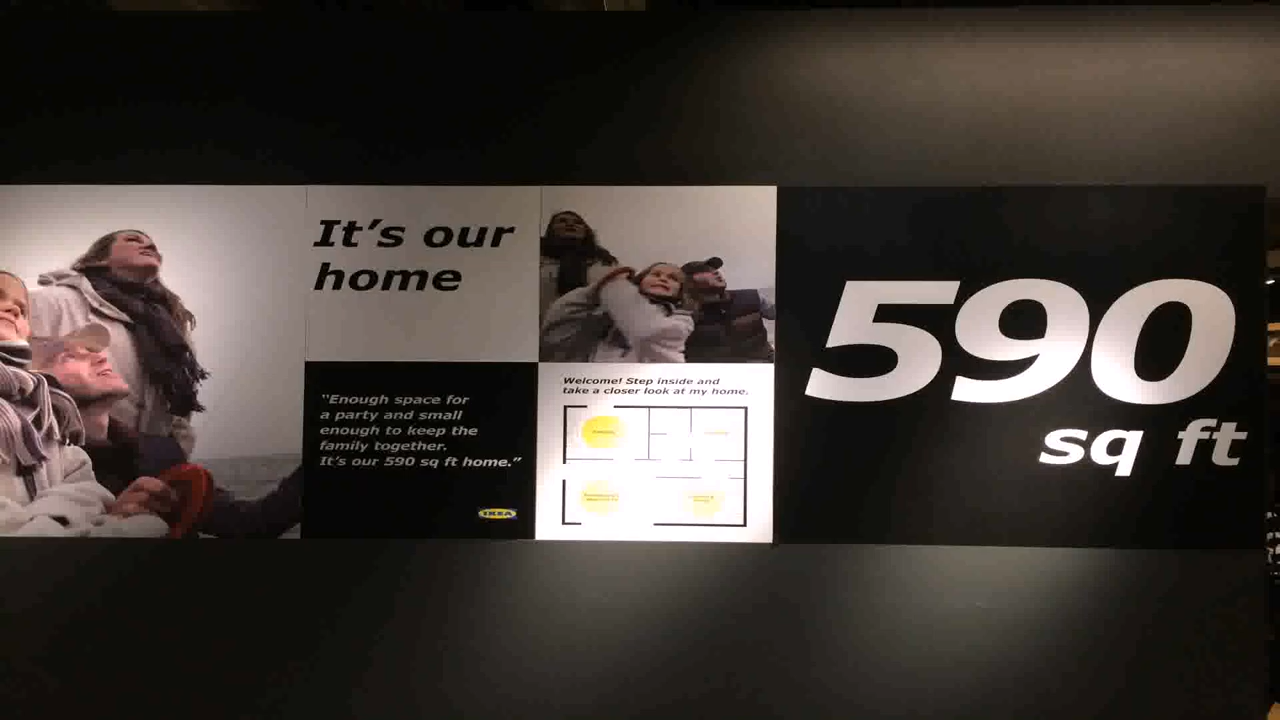 It's our
home
"Enough space for
a party and small
enough to keep the
family together.
It's our 590 sq ft home."
IKEA
Welcome! Step inside and
take a closer look at my home.
590
sq ft